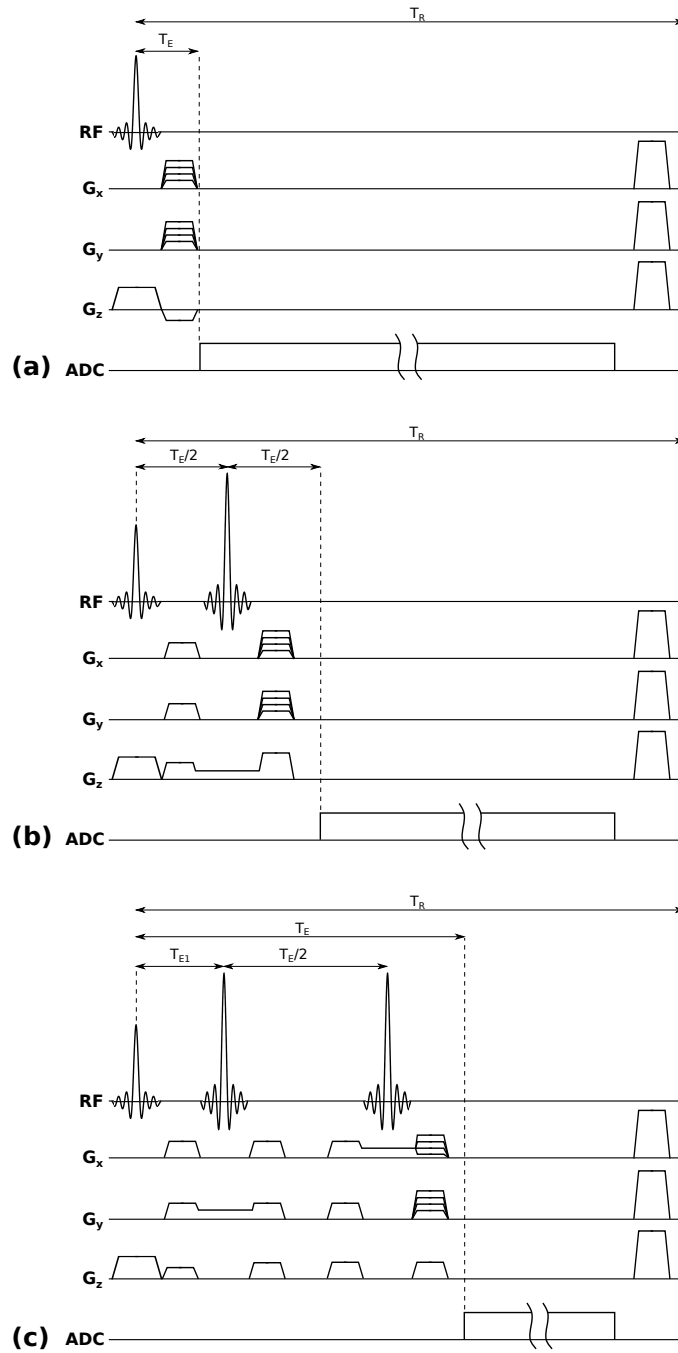 T_R
T_E
RF
G_x
G_y
G_z
(a) ADC
T_R
T_E/2 T_E/2
RF
G_x
G_y
G_z
(b) ADC
T_R
T_E
T_E1 T_E/2
RF
G_x
G_y
G_z
(c) ADC